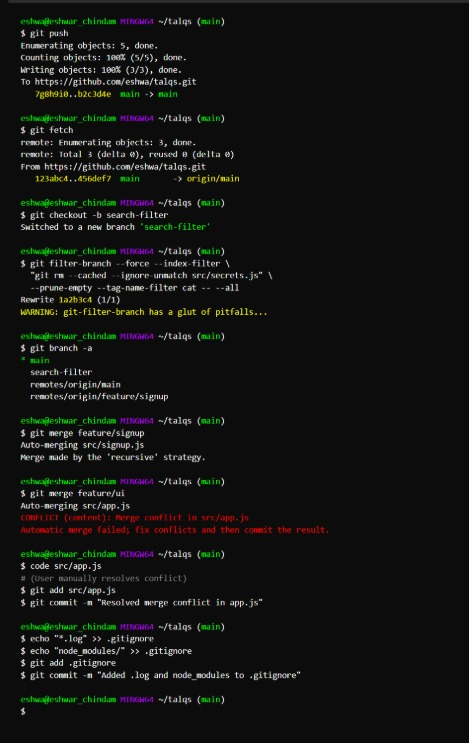 eshwa@eshwar_chindam MINGW64 ~/talqs (main)
$ git push
Enumerating objects: 5, done.
Counting objects: 100% (5/5), done.
Writing objects: 100% (3/3), done.
To https://github.com/eshwa/talqs.git
7g8h9i0..b2c3d4e main -> main
eshwa@eshwar_chindam MINGW64 ~/talqs (main)
$ git fetch
remote: Enumerating objects: 3, done.
remote: Total 3 (delta 0), reused 0 (delta 0)
From https://github.com/eshwa/talqs.git
123abc4..456def7 main -> origin/main
eshwa@eshwar_chindam MINGW64 ~/talqs (main)
$ git checkout -b search-filter
Switched to a new branch 'search-filter'
eshwa@eshwar_chindam MINGW64 ~/talqs (main)
$ git filter-branch --force --index-filter \
"git rm --cached --ignore-unmatch src/secrets.js" \
--prune-empty --tag-name-filter cat -- --all
Rewrite 1a2b3c4 (1/1)
WARNING: git-filter-branch has a glut of pitfalls...
eshwa@eshwar_chindam MINGW64 ~/talqs (main)
$ git branch -a
* main
search-filter
remotes/origin/main
remotes/origin/feature/signup
eshwa@eshwar_chindam MINGW64 ~/talqs (main)
$ git merge feature/signup
Auto-merging src/signup.js
Merge made by the 'recursive' strategy.
eshwa@eshwar_chindam MINGW64 ~/talqs (main)
$ git merge feature/ui
Auto-merging src/app.js
CONFLICT (content): Merge conflict in src/app.js
Automatic merge failed; fix conflicts and then commit the result.
eshwa@eshwar_chindam MINGW64 ~/talqs (main)
$ code src/app.js
# (User manually resolves conflict)
$ git add src/app.js
$ git commit -m "Resolved merge conflict in app.js"
eshwa@eshwar_chindam MINGW64 ~/talqs (main)
$ echo "*.log" >> .gitignore
$ echo "node_modules/" >> .gitignore
$ git add .gitignore
$ git commit -m "Added .log and node_modules to .gitignore"
eshwa@eshwar_chindam MINGW64 ~/talqs (main)
$